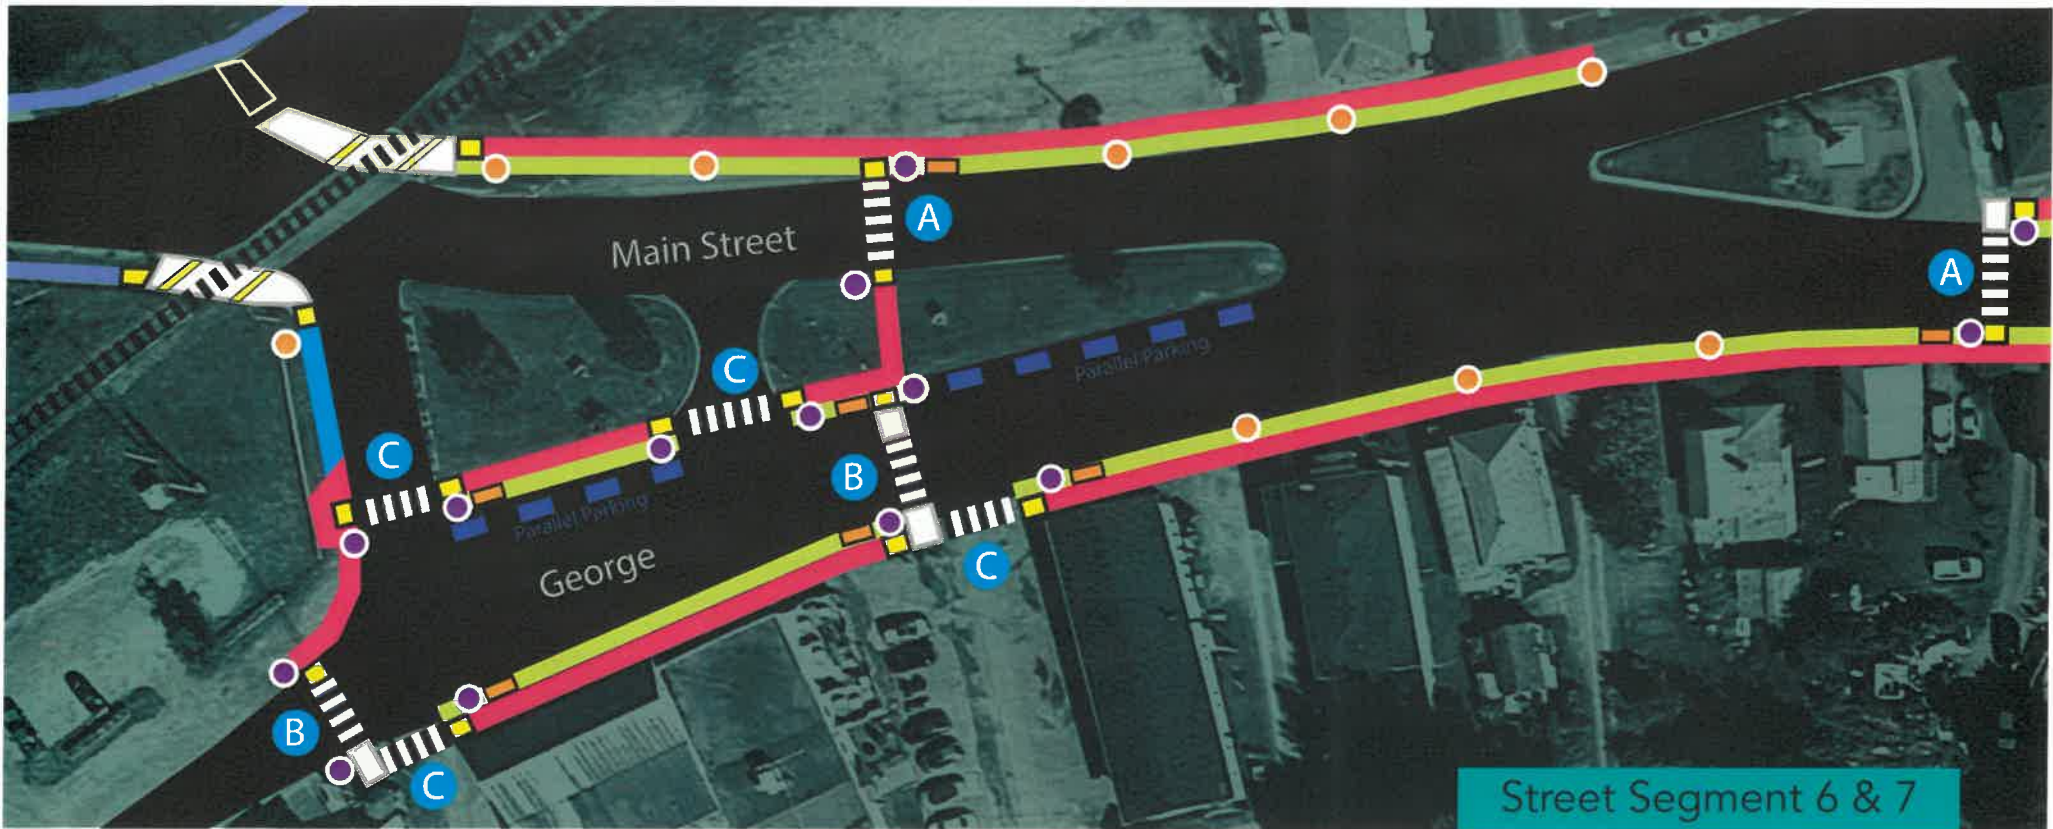 A
Main Street
A
C
Parallel Parking
C
B
Parallel Parking
C
George
B
C
Street Segment 6 & 7